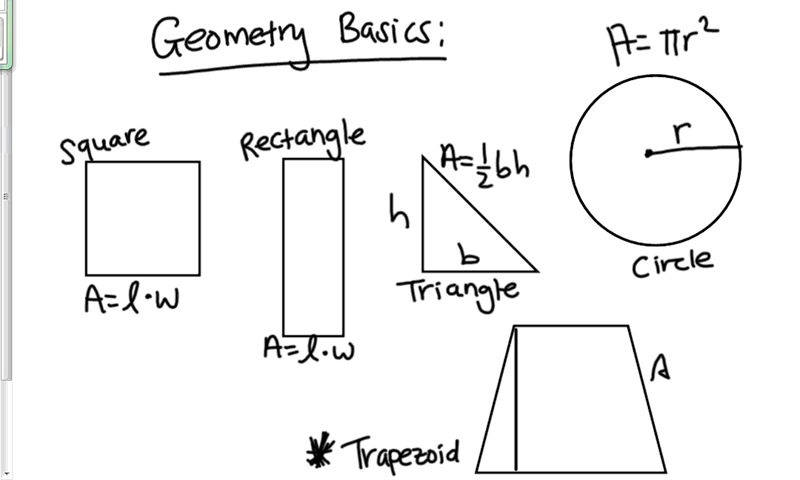 Geometry Basics:
A = πr²
Square
Rectangle
A = ½bh
r
h
b
Circle
Triangle
A = l·w
A = l·w
A
* Trapezoid